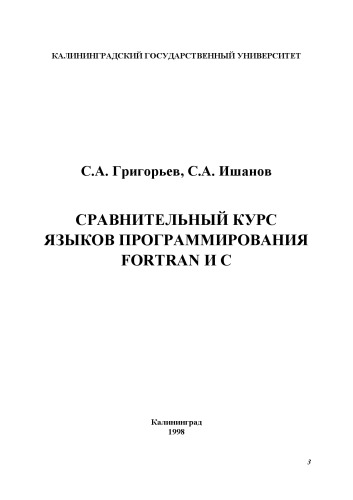 КАЛИНИНГРАДСКИЙ ГОСУДАРСТВЕННЫЙ УНИВЕРСИТЕТ
С.А. Григорьев, С.А. Ишанов
СРАВНИТЕЛЬНЫЙ КУРС
ЯЗЫКОВ ПРОГРАММИРОВАНИЯ
FORTRAN И С
Калининград
1998
3